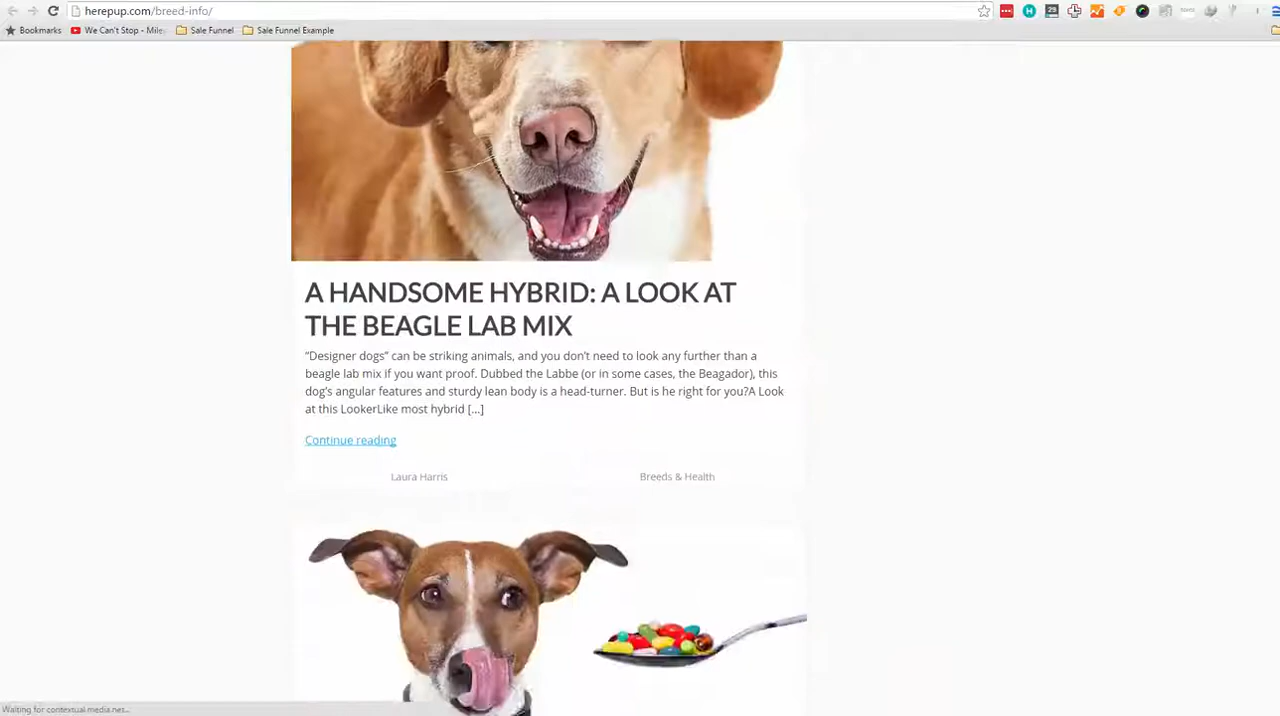 herepup.com/breed-info/
Bookmarks We Can't Stop - Mile Sale Funnel Sale Funnel Example
A HANDSOME HYBRID: A LOOK AT
THE BEAGLE LAB MIX
“Designer dogs” can be striking animals, and you don’t need to look any further than a
beagle lab mix if you want proof. Dubbed the Labbe (or in some cases, the Beagador), this
dog’s angular features and sturdy lean body is a head-turner. But is he right for you?A Look
at this LookerLike most hybrid [...]
Continue reading
Laura Harris Breeds & Health
Waiting for contextual.media.net...